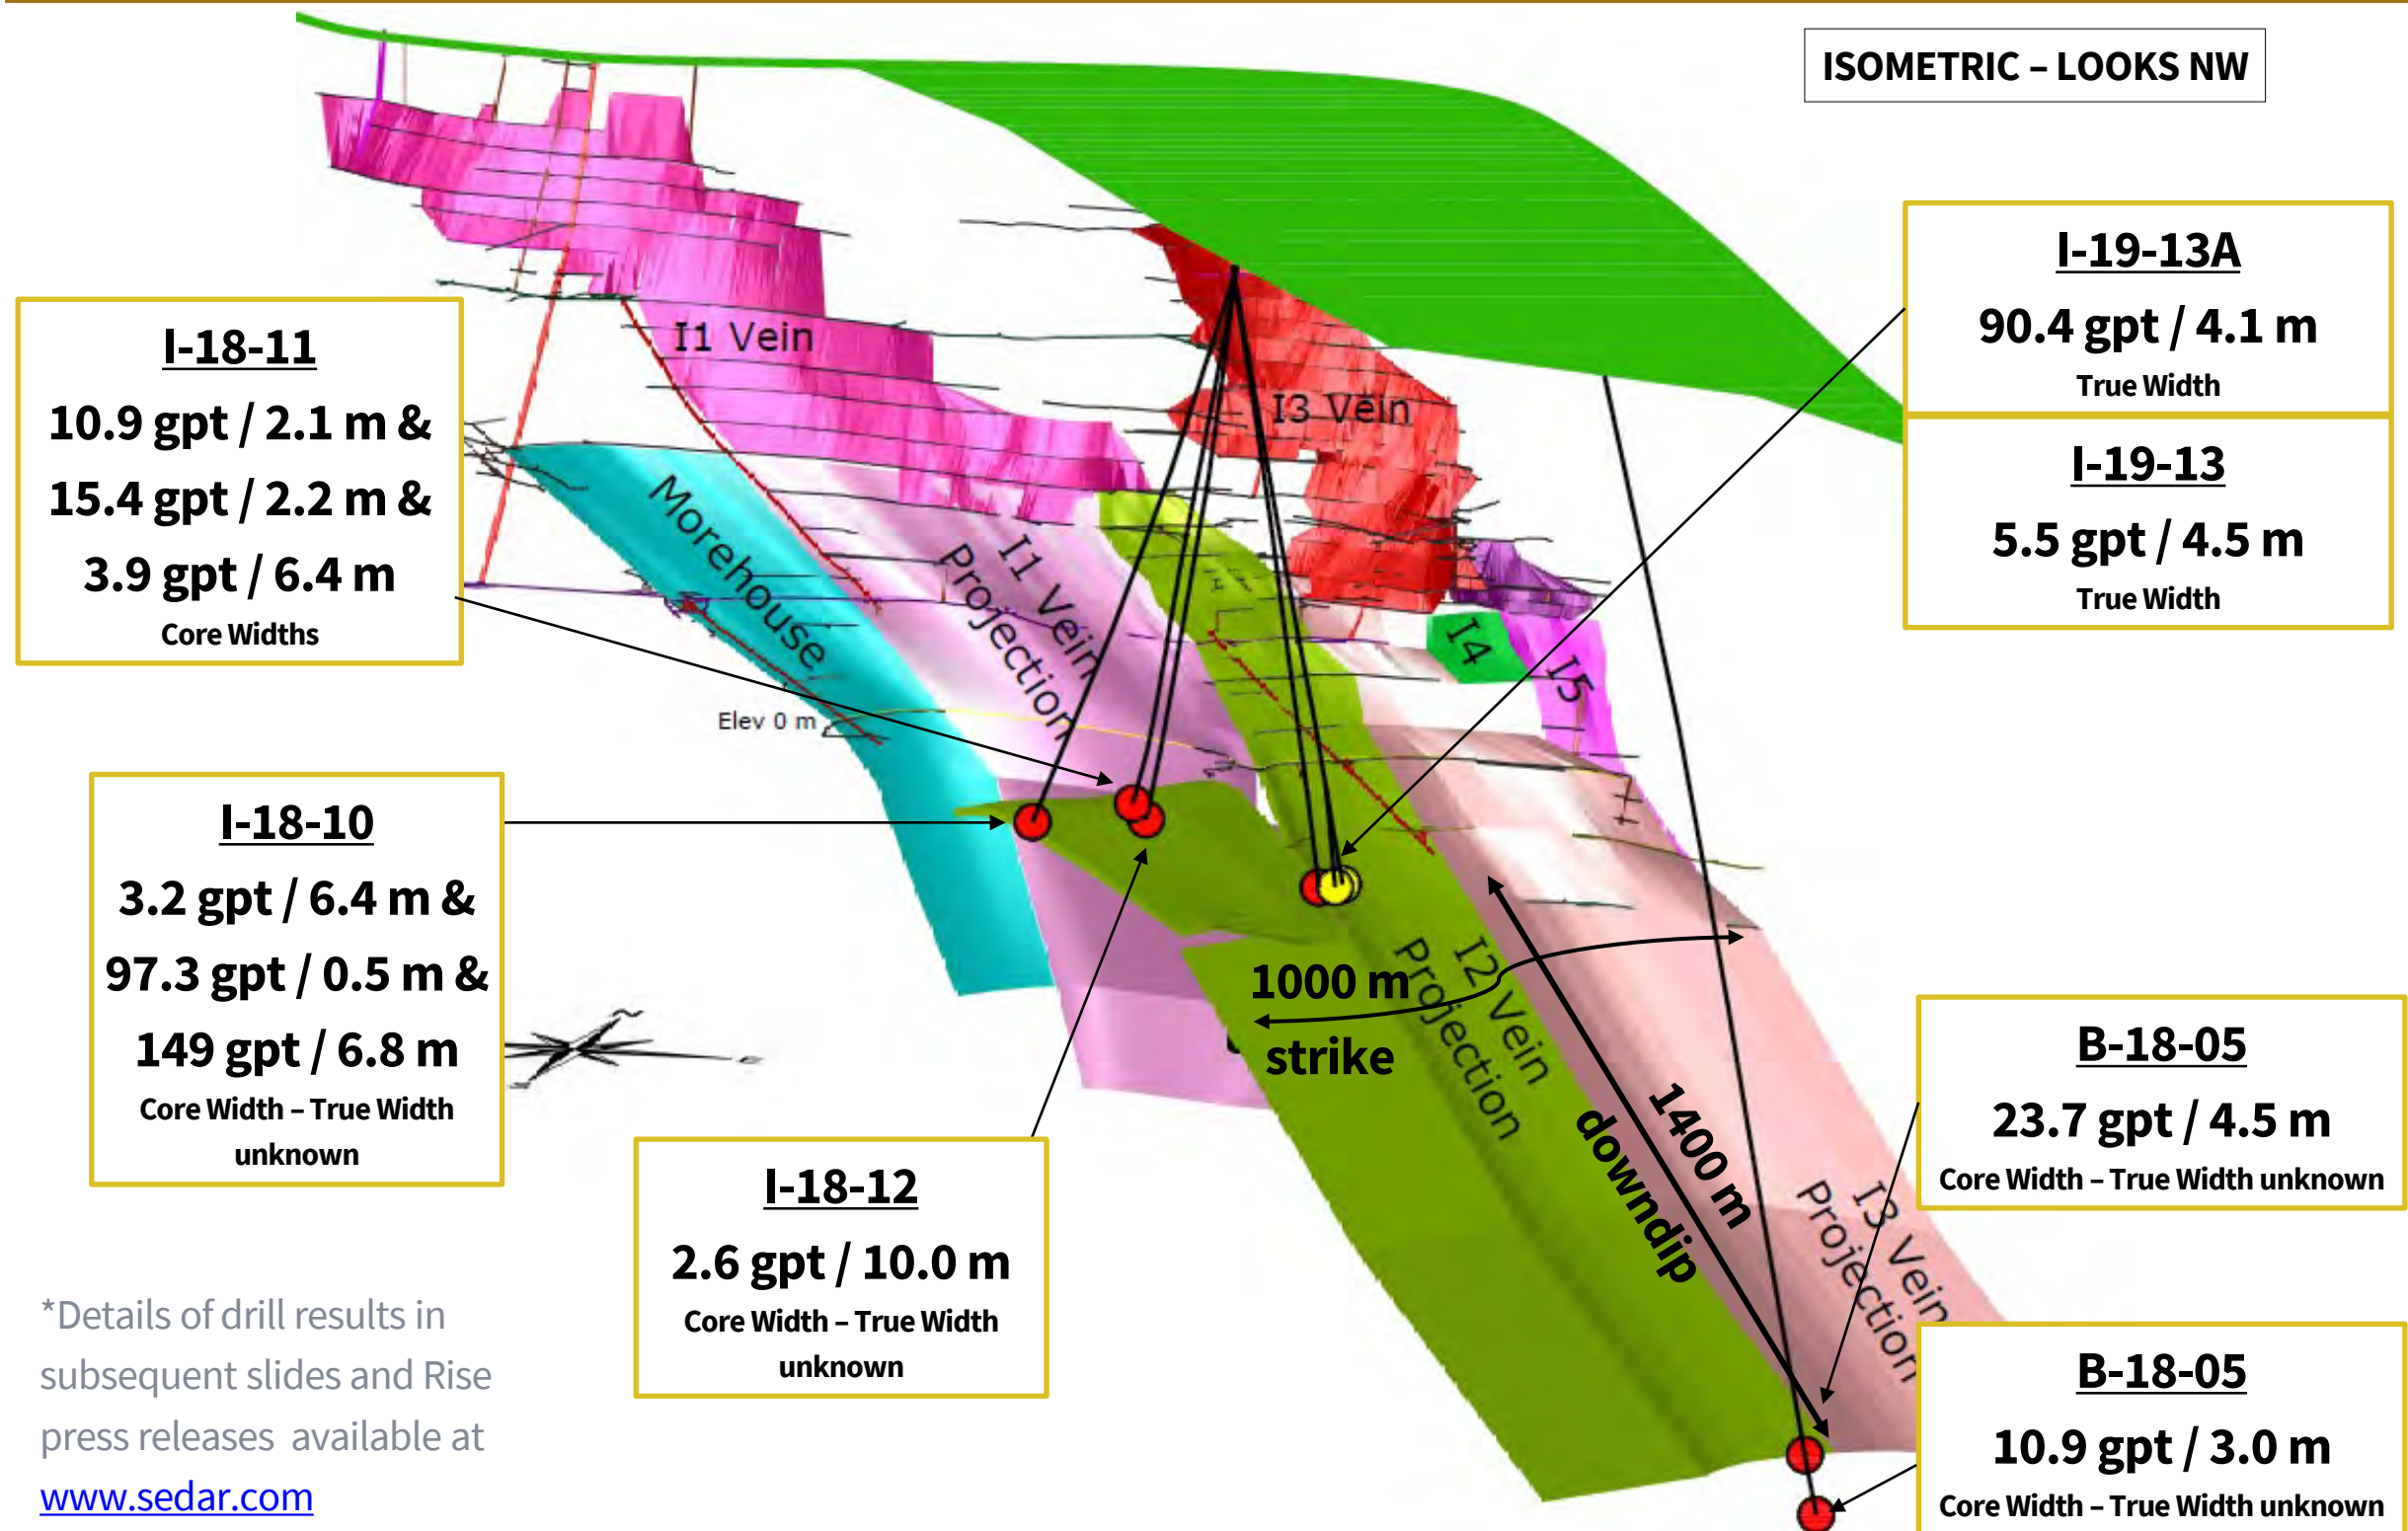 ISOMETRIC – LOOKS NW
I-19-13A
90.4 gpt / 4.1 m
True Width
I-19-13
5.5 gpt / 4.5 m
True Width
I-18-11
10.9 gpt / 2.1 m &
15.4 gpt / 2.2 m &
3.9 gpt / 6.4 m
Core Widths
I1 Vein
I3 Vein
Morehouse
I1 Vein
Projection
I4
I5
Elev 0 m
I-18-10
3.2 gpt / 6.4 m &
97.3 gpt / 0.5 m &
149 gpt / 6.8 m
Core Width – True Width
unknown
1000 m
strike
I2 Vein
Projection
1400 m
downdip
I3 Vein
Projection
B-18-05
23.7 gpt / 4.5 m
Core Width – True Width unknown
I-18-12
2.6 gpt / 10.0 m
Core Width – True Width
unknown
B-18-05
10.9 gpt / 3.0 m
Core Width – True Width unknown
*Details of drill results in
subsequent slides and Rise
press releases  available at
www.sedar.com